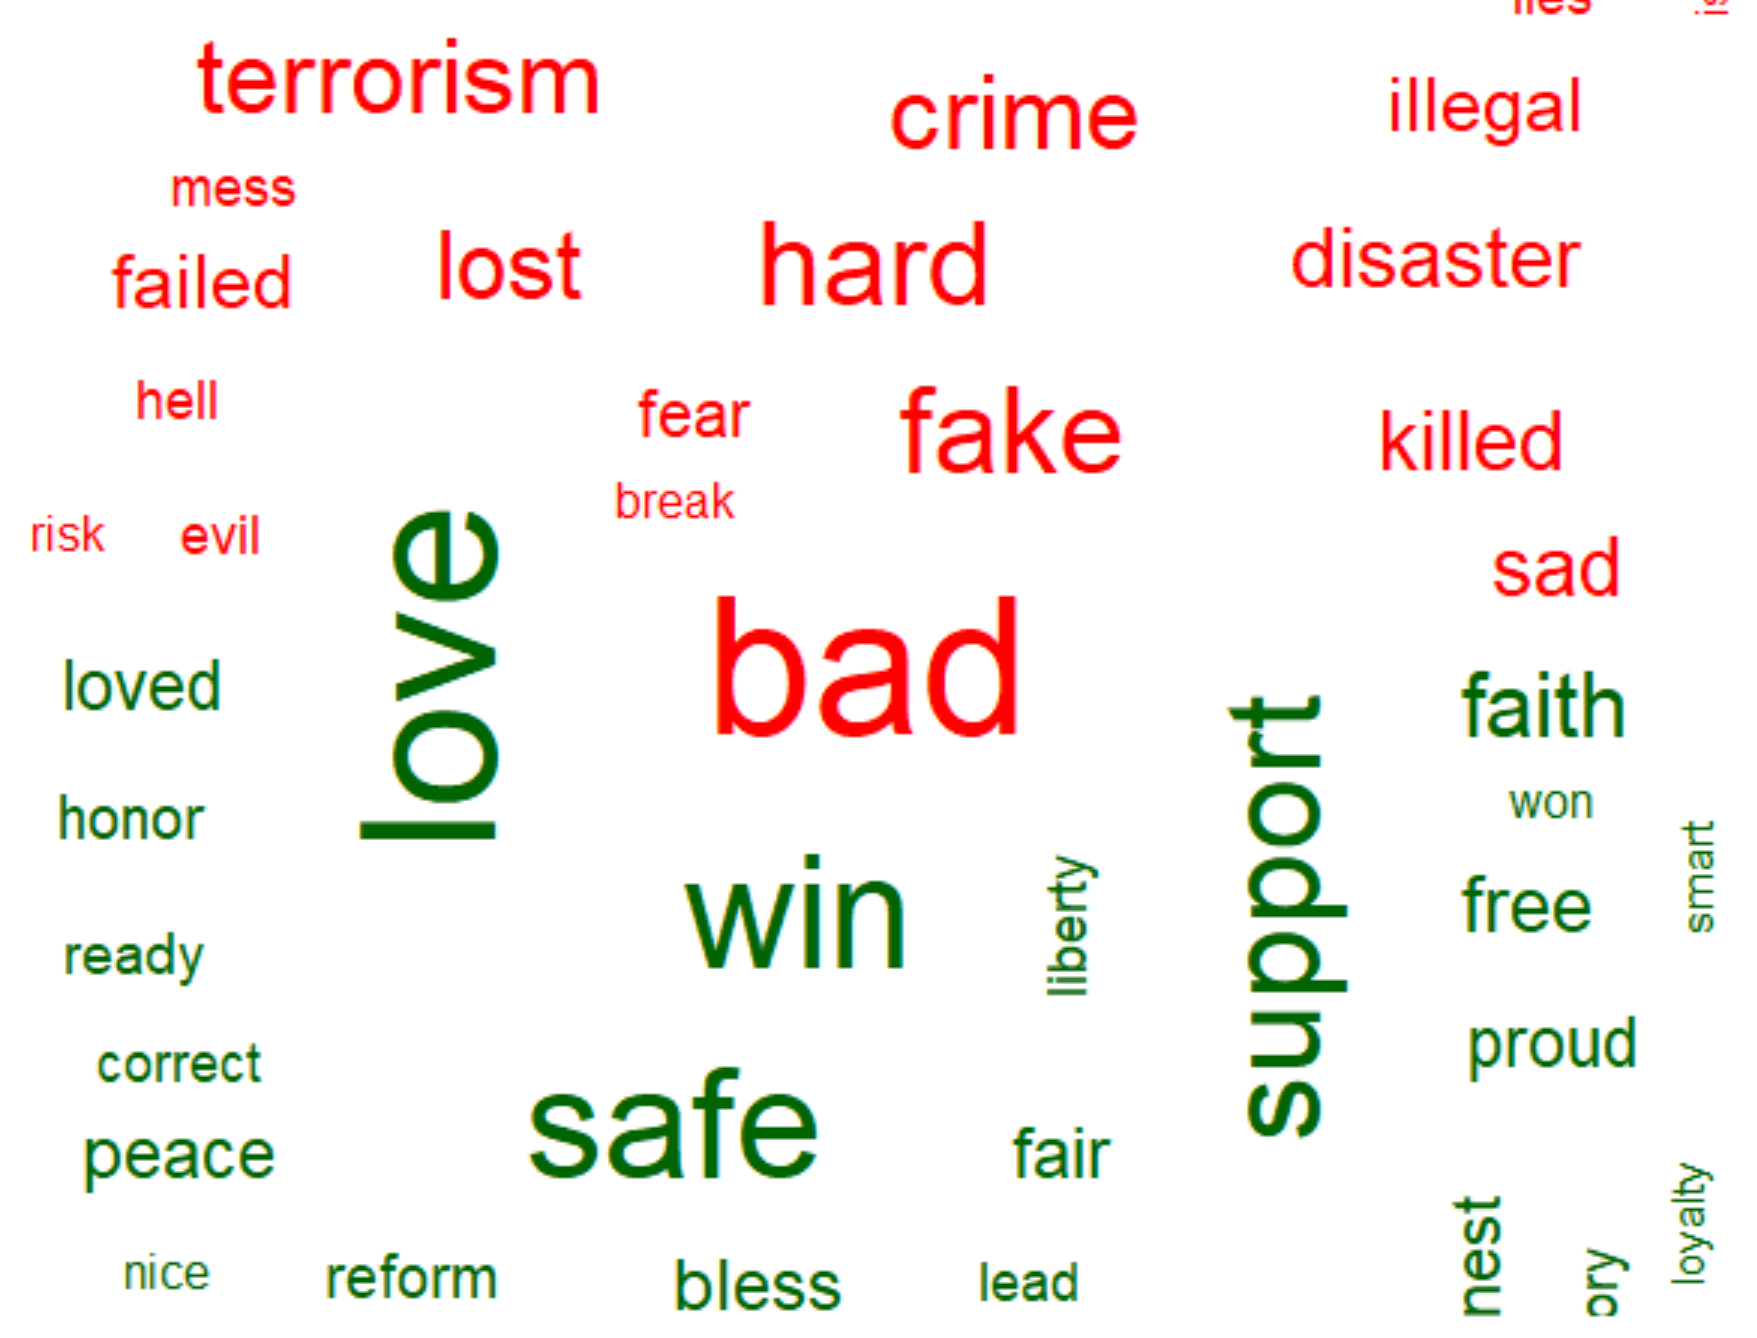 terrorism
crime
illegal
mess
failed
lost
hard
disaster
hell
fear
fake
killed
break
risk
evil
love
bad
sad
loved
support
faith
honor
won
smart
win
liberty
free
ready
proud
correct
safe
peace
fair
loyalty
nice
reform
bless
lead
nest
ory